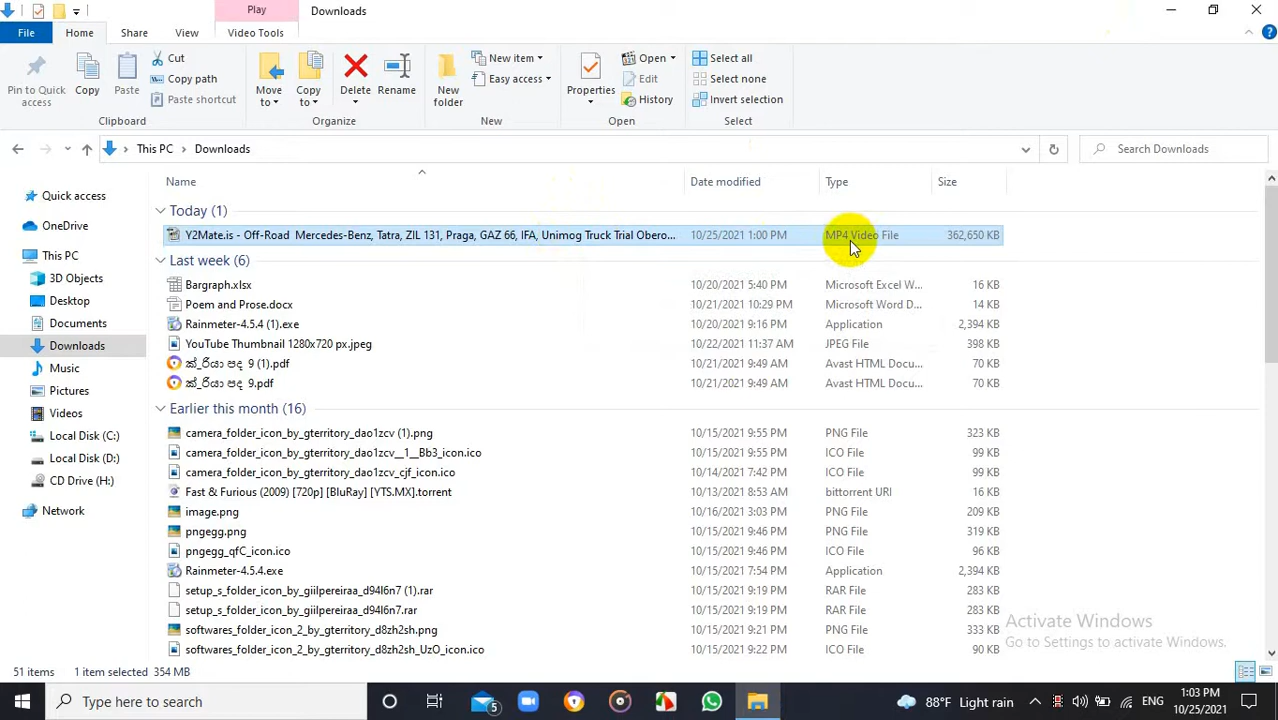 Play
Downloads
File
Home
Share
View
Video Tools
Pin to Quick access
Copy
Paste
Cut
Copy path
Paste shortcut
Clipboard
Move to
Copy to
Delete
Rename
Organize
New folder
New item
Easy access
New
Properties
Open
Edit
History
Open
Select all
Select none
Invert selection
Select
This PC
Downloads
Search Downloads
Quick access
OneDrive
This PC
3D Objects
Desktop
Documents
Downloads
Music
Pictures
Videos
Local Disk (C:)
Local Disk (D:)
CD Drive (H:)
Network
Name Date modified Type Size
Today (1)
Y2Mate.is - Off-Road Mercedes-Benz, Tatra, ZIL 131, Praga, GAZ 66, IFA, Unimog Truck Trial Obero... 10/25/2021 1:00 PM MP4 Video File 362,650 KB
Last week (6)
Bargraph.xlsx 10/20/2021 5:40 PM Microsoft Excel W... 16 KB
Poem and Prose.docx 10/21/2021 10:29 PM Microsoft Word D... 19 KB
Rainmeter-4.5.4 (1).exe 10/20/2021 9:16 PM Application 2,394 KB
YouTube Thumbnail 1280x720 px.jpeg 10/22/2021 11:37 AM JPEG File 398 KB
ක්‍රියා පද 9 (1).pdf 10/21/2021 9:49 AM Avast HTML Docu... 70 KB
ක්‍රියා පද 9.pdf 10/21/2021 9:49 AM Avast HTML Docu... 70 KB
Earlier this month (16)
camera_folder_icon_by_gterritory_dao1zcv (1).png 10/15/2021 9:55 PM PNG File 323 KB
camera_folder_icon_by_gterritory_dao1zcv__1__Bb3_icon.ico 10/15/2021 9:55 PM ICO File 99 KB
camera_folder_icon_by_gterritory_dao1zcv_cjf_icon.ico 10/14/2021 7:42 PM ICO File 99 KB
Fast & Furious (2009) [720p] [BluRay] [YTS.MX].torrent 10/13/2021 8:53 AM bittorrent URI 16 KB
image.png 10/16/2021 3:03 PM PNG File 209 KB
pngegg.png 10/15/2021 9:46 PM PNG File 319 KB
pngegg_qfC_icon.ico 10/15/2021 9:46 PM ICO File 96 KB
Rainmeter-4.5.4.exe 10/15/2021 7:54 PM Application 2,394 KB
setup_s_folder_icon_by_giilpereiraa_d94l6n7 (1).rar 10/15/2021 9:19 PM RAR File 283 KB
setup_s_folder_icon_by_giilpereiraa_d94l6n7.rar 10/15/2021 9:19 PM RAR File 283 KB
softwares_folder_icon_2_by_gterritory_d8zh2sh.png 10/15/2021 9:21 PM PNG File 333 KB
softwares_folder_icon_2_by_gterritory_d8zh2sh_UzO_icon.ico 10/15/2021 9:22 PM ICO File 90 KB
Activate Windows
Go to Settings to activate Windows.
51 items 1 item selected 354 MB
Type here to search
5
88°F Light rain
ENG
1:03 PM
10/25/2021